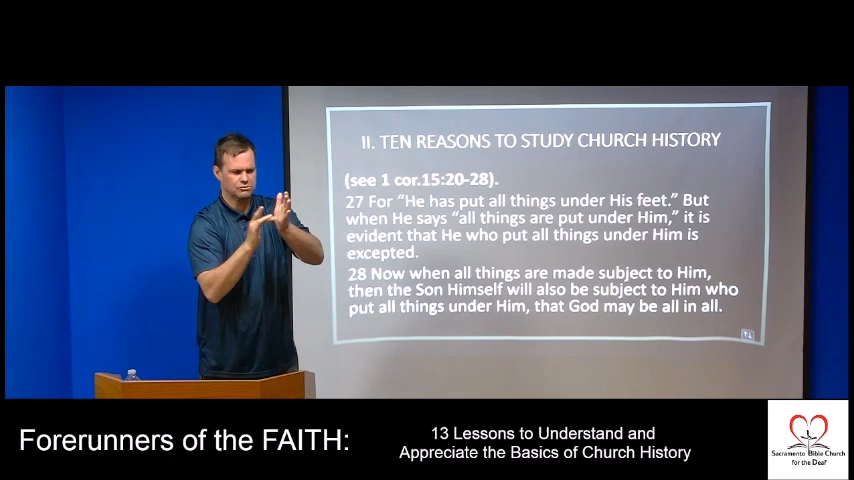 II. TEN REASONS TO STUDY CHURCH HISTORY
(see 1 cor.15:20-28).
27 For “He has put all things under His feet.” But
when He says “all things are put under Him,” it is
evident that He who put all things under Him is
excepted.
28 Now when all things are made subject to Him,
then the Son Himself will also be subject to Him who
put all things under Him, that God may be all in all.
Forerunners of the FAITH:
13 Lessons to Understand and
Appreciate the Basics of Church History
Sacramento Bible Church
for the Deaf